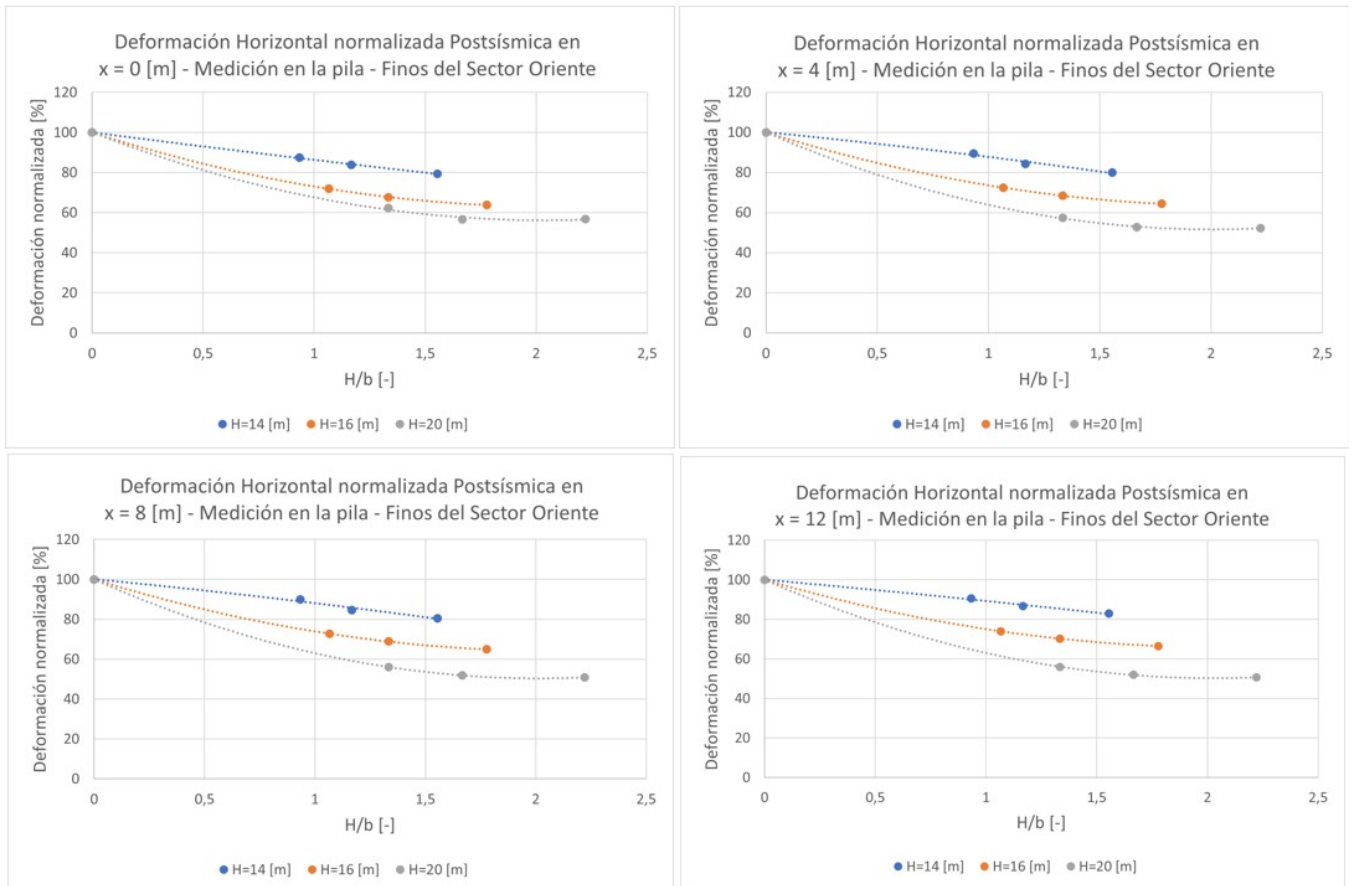 Deformación Horizontal normalizada Postsísmica en
x = 0 [m] - Medición en la pila - Finos del Sector Oriente
Deformación normalizada [%]
120
100
80
60
40
20
0
0
0,5
1
1,5
2
2,5
H/b [-]
H=14 [m]
H=16 [m]
H=20 [m]
Deformación Horizontal normalizada Postsísmica en
x = 4 [m] - Medición en la pila - Finos del Sector Oriente
Deformación normalizada [%]
120
100
80
60
40
20
0
0
0,5
1
1,5
2
2,5
H/b [-]
H=14 [m]
H=16 [m]
H=20 [m]
Deformación Horizontal normalizada Postsísmica en
x = 8 [m] - Medición en la pila - Finos del Sector Oriente
Deformación normalizada [%]
120
100
80
60
40
20
0
0
0,5
1
1,5
2
2,5
H/b [-]
H=14 [m]
H=16 [m]
H=20 [m]
Deformación Horizontal normalizada Postsísmica en
x = 12 [m] - Medición en la pila - Finos del Sector Oriente
Deformación normalizada [%]
120
100
80
60
40
20
0
0
0,5
1
1,5
2
2,5
H/b [-]
H=14 [m]
H=16 [m]
H=20 [m]